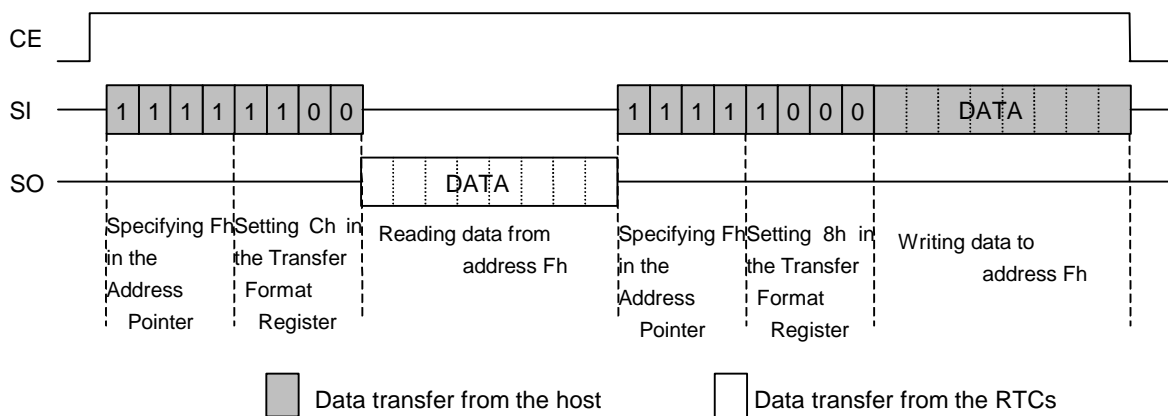 CE
SI 1 1 1 1 1 1 0 0 1 1 1 1 1 0 0 0 DATA
SO DATA
Specifying Fh Setting Ch in Reading data from Specifying Fh Setting 8h in Writing data to
in the the Transfer address Fh in the the Transfer address Fh
Address Format Address Format
Pointer Register Pointer Register
Data transfer from the host Data transfer from the RTCs